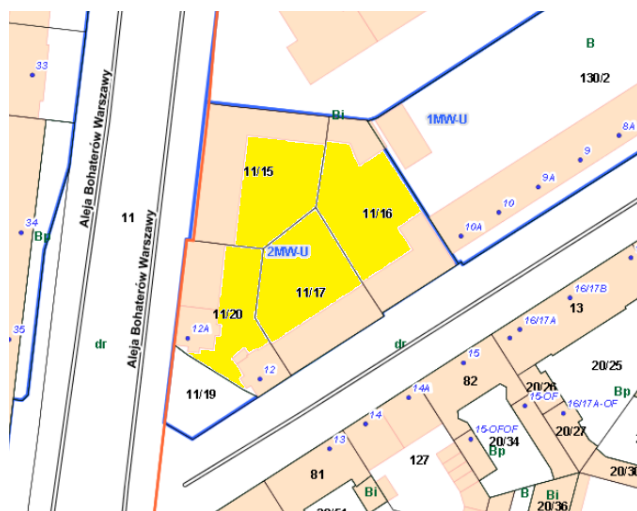 33
B
130/2
Bi
1MW-U
8A
9
9A
10
10A
Aleja Bohaterów Warszawy
11
11/15
11/16
34
Bp
2MW-U
11/17
Aleja Bohaterów Warszawy
11/20
12A
35
dr
dr
12
11/19
16/17B
13
16/17A
15
82
20/25
20/26
Bp
14A
15-OF
16/17A-OF
14
20/27
15-OFOF
20/34
Bp
13
127
81
Bi
B
Bi
20/36